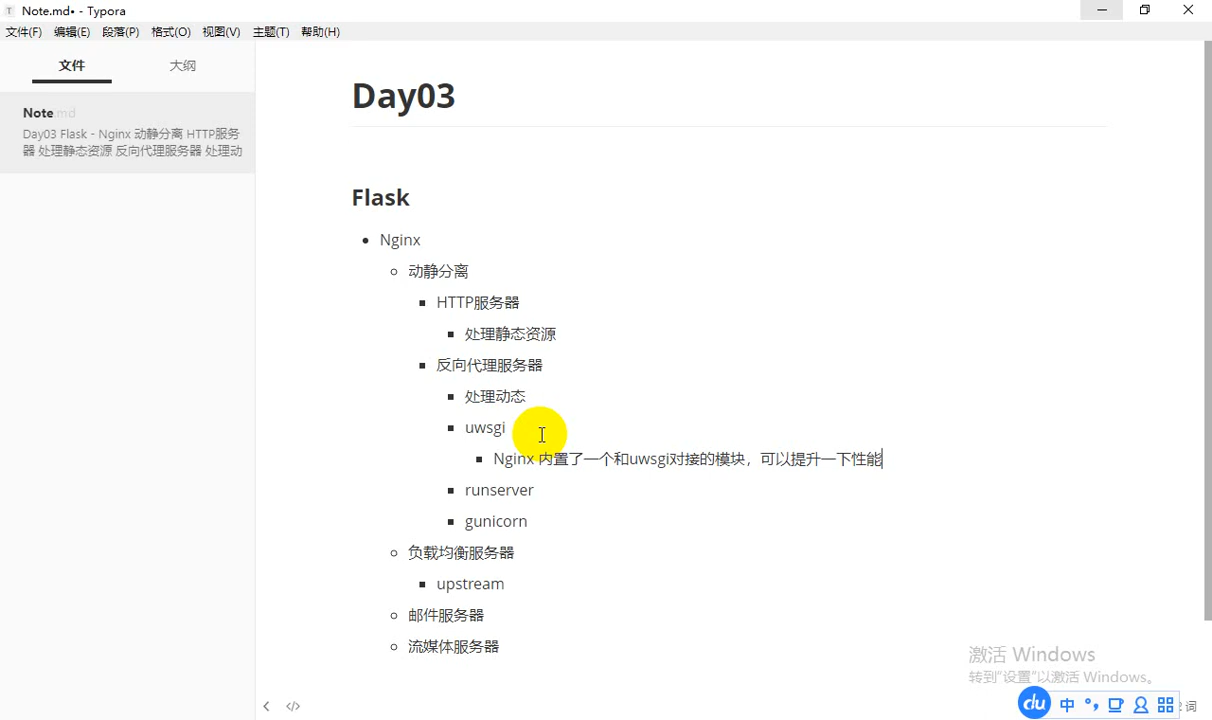 Note.md• - Typora
文件(F) 编辑(E) 段落(P) 格式(O) 视图(V) 主题(T) 帮助(H)
文件 大纲
Note.md
Day03 Flask - Nginx 动静分离 HTTP服务
器 处理静态资源 反向代理服务器 处理动
Day03
Flask
Nginx
动静分离
HTTP服务器
处理静态资源
反向代理服务器
处理动态
uwsgi
Nginx 内置了一个和uwsgi对接的模块，可以提升一下性能
runserver
gunicorn
负载均衡服务器
upstream
邮件服务器
流媒体服务器
激活 Windows
转到“设置”以激活 Windows。
</>
du 中 词